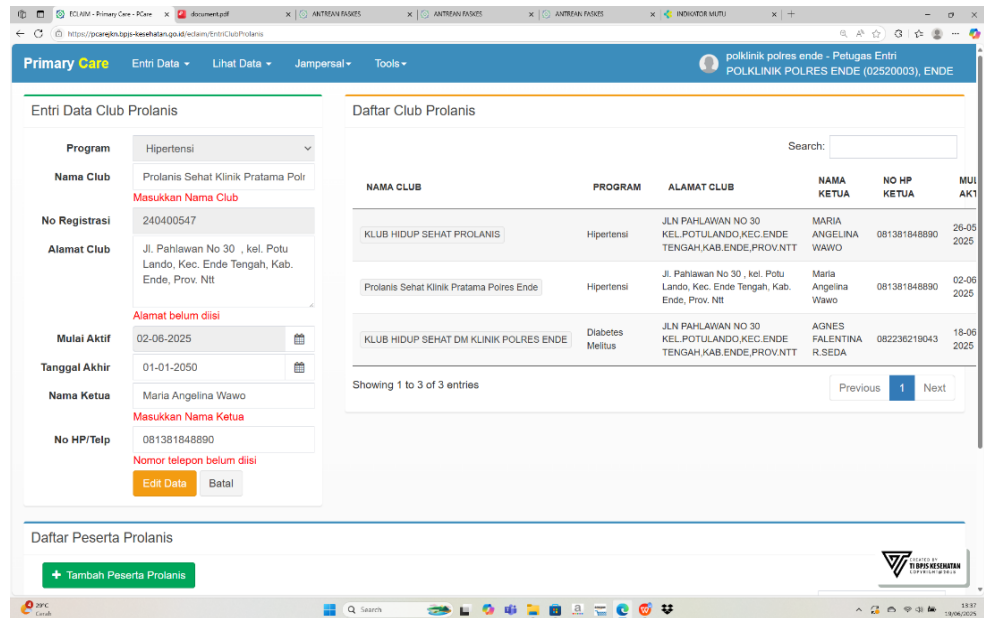 ECLAIM - Primary Care - PCare
document.pdf
ANTREAN FASKES
ANTREAN FASKES
ANTREAN FASKES
INDIKATOR MUTU
https://pcarejkn.bpjs-kesehatan.go.id/eclaim/EntriClubProlanis
Primary Care
Entri Data
Lihat Data
Jampersal
Tools
polklinik polres ende - Petugas Entri
POLKLINIK POLRES ENDE (02520003), ENDE
Entri Data Club Prolanis
Program
Hipertensi
Nama Club
Prolanis Sehat Klinik Pratama Polr
Masukkan Nama Club
No Registrasi
240400547
Alamat Club
Jl. Pahlawan No 30 , kel. Potu
Lando, Kec. Ende Tengah, Kab.
Ende, Prov. Ntt
Alamat belum diisi
Mulai Aktif
02-06-2025
Tanggal Akhir
01-01-2050
Nama Ketua
Maria Angelina Wawo
Masukkan Nama Ketua
No HP/Telp
081381848890
Nomor telepon belum diisi
Edit Data
Batal
Daftar Club Prolanis
Search:
NAMA CLUB
PROGRAM
ALAMAT CLUB
NAMA
KETUA
NO HP
KETUA
MUL
AKT
KLUB HIDUP SEHAT PROLANIS
Hipertensi
JLN PAHLAWAN NO 30
KEL.POTULANDO,KEC.ENDE
TENGAH,KAB.ENDE,PROV.NTT
MARIA
ANGELINA
WAWO
081381848890
26-05
2025
Prolanis Sehat Klinik Pratama Polres Ende
Hipertensi
Jl. Pahlawan No 30 , kel. Potu
Lando, Kec. Ende Tengah, Kab.
Ende, Prov. Ntt
Maria
Angelina
Wawo
081381848890
02-06
2025
KLUB HIDUP SEHAT DM KLINIK POLRES ENDE
Diabetes
Melitus
JLN PAHLAWAN NO 30
KEL.POTULANDO,KEC.ENDE
TENGAH,KAB.ENDE,PROV.NTT
AGNES
FALENTINA
R.SEDA
082236219043
18-06
2025
Showing 1 to 3 of 3 entries
Previous
1
Next
Daftar Peserta Prolanis
+ Tambah Peserta Prolanis
CREATED BY
TI BPJS KESEHATAN
29°C
Cerah
Search
13:37
19/06/2025